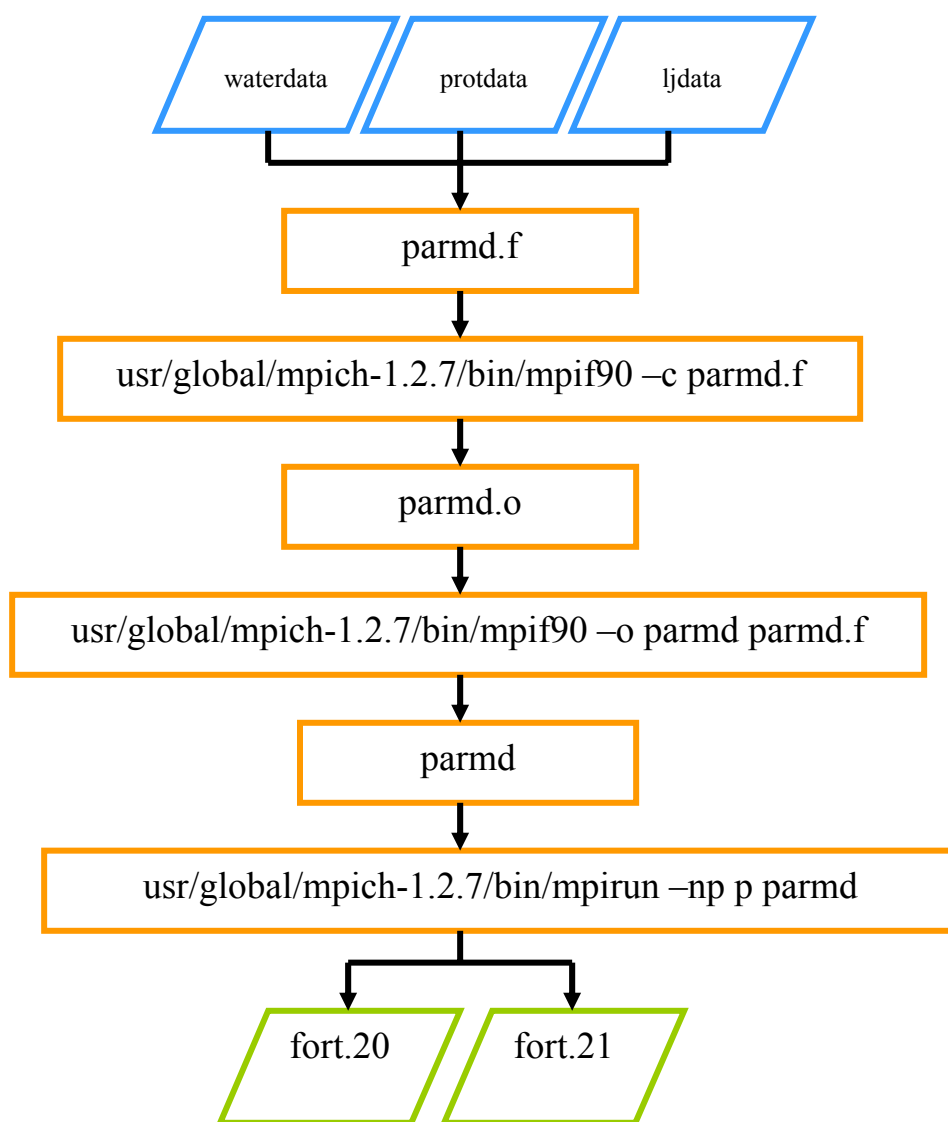 waterdata protdata ljdata
parmd.f
usr/global/mpich-1.2.7/bin/mpif90 –c parmd.f
parmd.o
usr/global/mpich-1.2.7/bin/mpif90 –o parmd parmd.f
parmd
usr/global/mpich-1.2.7/bin/mpirun –np p parmd
fort.20 fort.21